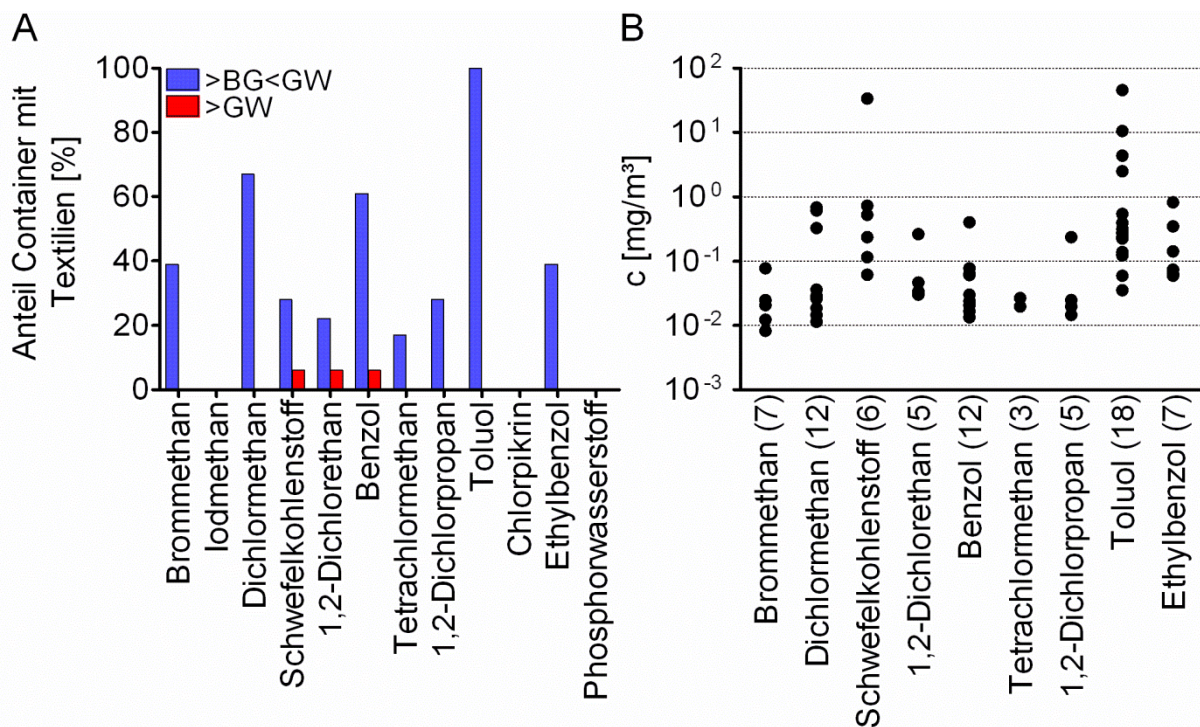 A
Anteil Container mit
Textilien [%]
100
80
60
40
20
0
>BG<GW
>GW
Brommethan
Iodmethan
Dichlormethan
Schwefelkohlenstoff
1,2-Dichlorethan
Benzol
Tetrachlormethan
1,2-Dichlorpropan
Toluol
Chlorpikrin
Ethylbenzol
Phosphorwasserstoff
B
c [mg/m³]
10²
10¹
10⁰
10⁻¹
10⁻²
10⁻³
Brommethan (7)
Dichlormethan (12)
Schwefelkohlenstoff (6)
1,2-Dichlorethan (5)
Benzol (12)
Tetrachlormethan (3)
1,2-Dichlorpropan (5)
Toluol (18)
Ethylbenzol (7)